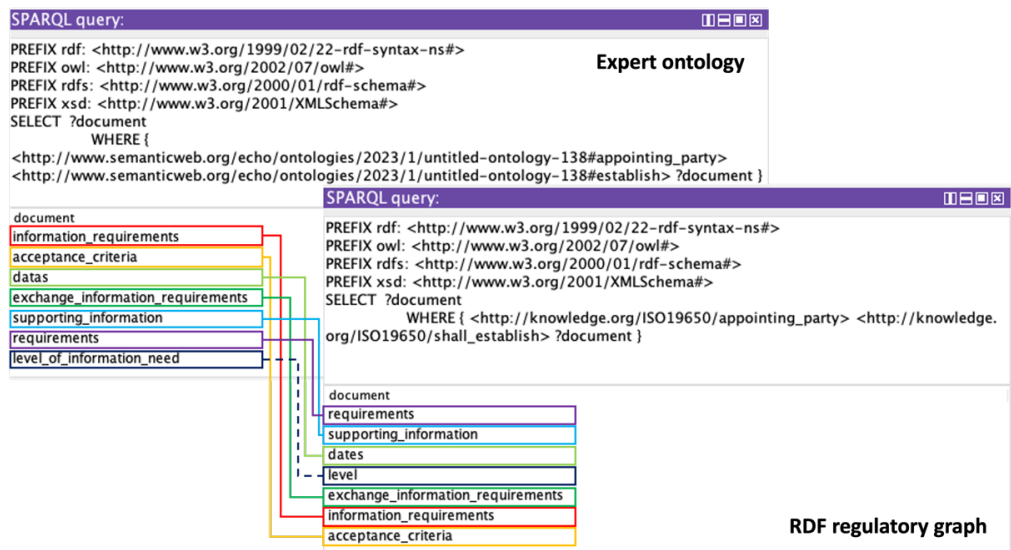 SPARQL query:
PREFIX rdf: <http://www.w3.org/1999/02/22-rdf-syntax-ns#>
PREFIX owl: <http://www.w3.org/2002/07/owl#>
PREFIX rdfs: <http://www.w3.org/2000/01/rdf-schema#>
PREFIX xsd: <http://www.w3.org/2001/XMLSchema#>
SELECT ?document
WHERE {
<http://www.semanticweb.org/echo/ontologies/2023/1/untitled-ontology-138#appointing_party>
<http://www.semanticweb.org/echo/ontologies/2023/1/untitled-ontology-138#establish> ?document }
Expert ontology
document
information_requirements
acceptance_criteria
datas
exchange_information_requirements
supporting_information
requirements
level_of_information_need
SPARQL query:
PREFIX rdf: <http://www.w3.org/1999/02/22-rdf-syntax-ns#>
PREFIX owl: <http://www.w3.org/2002/07/owl#>
PREFIX rdfs: <http://www.w3.org/2000/01/rdf-schema#>
PREFIX xsd: <http://www.w3.org/2001/XMLSchema#>
SELECT ?document
WHERE { <http://knowledge.org/ISO19650/appointing_party> <http://knowledge.
org/ISO19650/shall_establish> ?document }
document
requirements
supporting_information
dates
level
exchange_information_requirements
information_requirements
acceptance_criteria
RDF regulatory graph